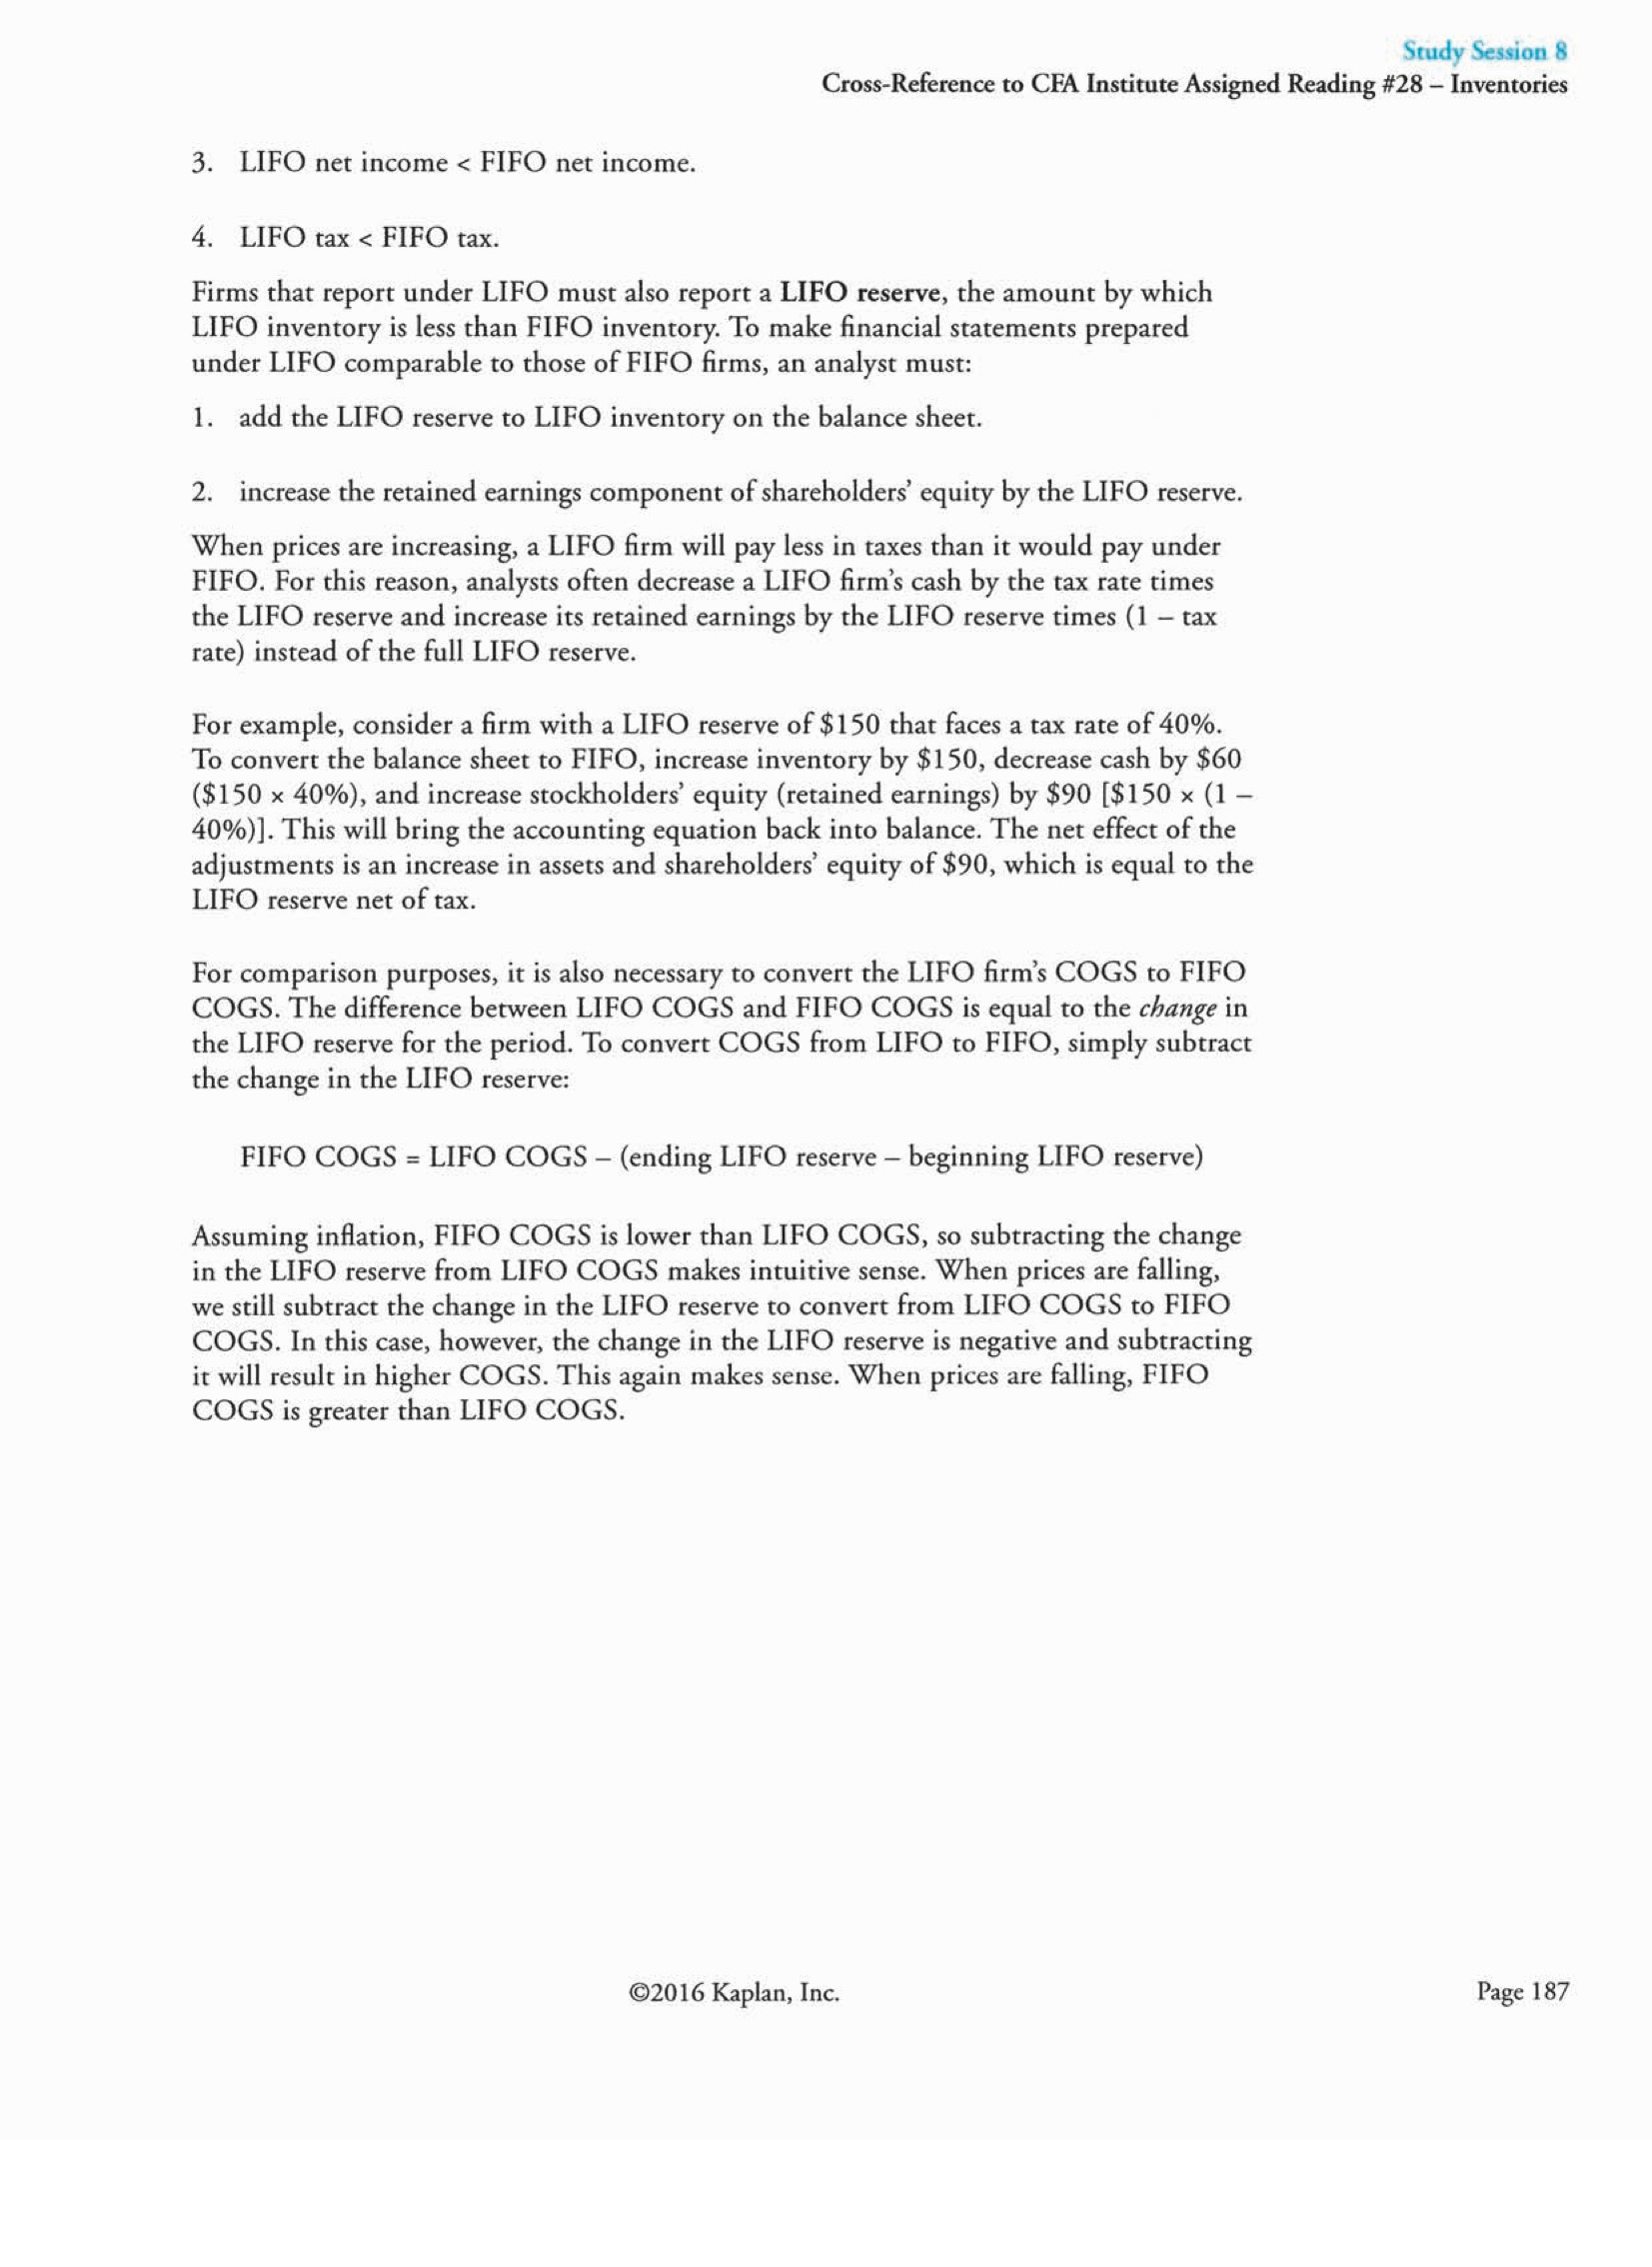 Study Session 8
Cross-Reference to CFA Institute Assigned Reading #28 – Inventories
3. LIFO net income < FIFO net income.
4. LIFO tax < FIFO tax.
Firms that report under LIFO must also report a LIFO reserve, the amount by which
LIFO inventory is less than FIFO inventory. To make financial statements prepared
under LIFO comparable to those of FIFO firms, an analyst must:
1. add the LIFO reserve to LIFO inventory on the balance sheet.
2. increase the retained earnings component of shareholders' equity by the LIFO reserve.
When prices are increasing, a LIFO firm will pay less in taxes than it would pay under
FIFO. For this reason, analysts often decrease a LIFO firm's cash by the tax rate times
the LIFO reserve and increase its retained earnings by the LIFO reserve times (1 – tax
rate) instead of the full LIFO reserve.
For example, consider a firm with a LIFO reserve of $150 that faces a tax rate of 40%.
To convert the balance sheet to FIFO, increase inventory by $150, decrease cash by $60
($150 × 40%), and increase stockholders' equity (retained earnings) by $90 [$150 × (1 –
40%)]. This will bring the accounting equation back into balance. The net effect of the
adjustments is an increase in assets and shareholders' equity of $90, which is equal to the
LIFO reserve net of tax.
For comparison purposes, it is also necessary to convert the LIFO firm's COGS to FIFO
COGS. The difference between LIFO COGS and FIFO COGS is equal to the change in
the LIFO reserve for the period. To convert COGS from LIFO to FIFO, simply subtract
the change in the LIFO reserve:
FIFO COGS = LIFO COGS – (ending LIFO reserve – beginning LIFO reserve)
Assuming inflation, FIFO COGS is lower than LIFO COGS, so subtracting the change
in the LIFO reserve from LIFO COGS makes intuitive sense. When prices are falling,
we still subtract the change in the LIFO reserve to convert from LIFO COGS to FIFO
COGS. In this case, however, the change in the LIFO reserve is negative and subtracting
it will result in higher COGS. This again makes sense. When prices are falling, FIFO
COGS is greater than LIFO COGS.
©2016 Kaplan, Inc.
Page 187